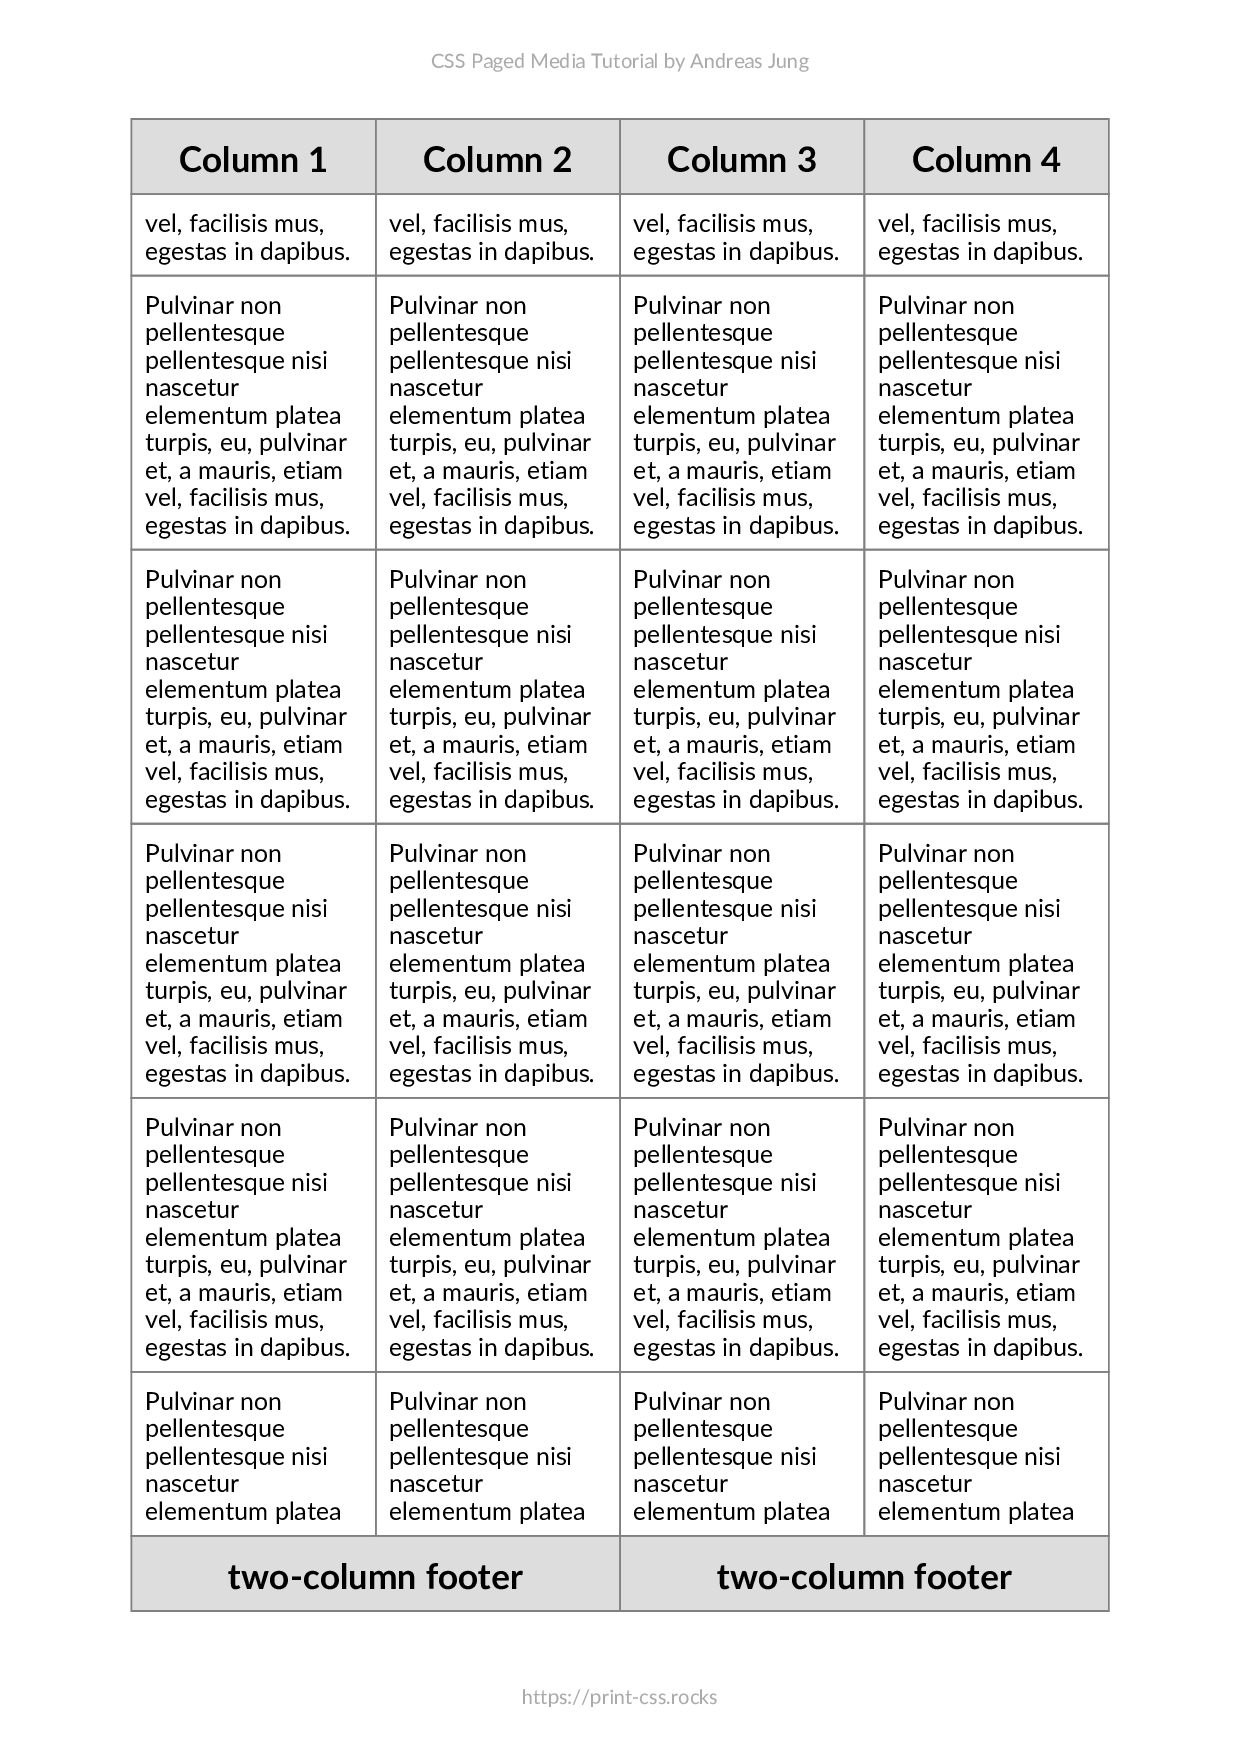 CSS Paged Media Tutorial by Andreas Jung
Column 1 Column 2 Column 3 Column 4
vel, facilisis mus, vel, facilisis mus, vel, facilisis mus, vel, facilisis mus,
egestas in dapibus. egestas in dapibus. egestas in dapibus. egestas in dapibus.
Pulvinar non Pulvinar non Pulvinar non Pulvinar non
pellentesque pellentesque pellentesque pellentesque
pellentesque nisi pellentesque nisi pellentesque nisi pellentesque nisi
nascetur nascetur nascetur nascetur
elementum platea elementum platea elementum platea elementum platea
turpis, eu, pulvinar turpis, eu, pulvinar turpis, eu, pulvinar turpis, eu, pulvinar
et, a mauris, etiam et, a mauris, etiam et, a mauris, etiam et, a mauris, etiam
vel, facilisis mus, vel, facilisis mus, vel, facilisis mus, vel, facilisis mus,
egestas in dapibus. egestas in dapibus. egestas in dapibus. egestas in dapibus.
Pulvinar non Pulvinar non Pulvinar non Pulvinar non
pellentesque pellentesque pellentesque pellentesque
pellentesque nisi pellentesque nisi pellentesque nisi pellentesque nisi
nascetur nascetur nascetur nascetur
elementum platea elementum platea elementum platea elementum platea
turpis, eu, pulvinar turpis, eu, pulvinar turpis, eu, pulvinar turpis, eu, pulvinar
et, a mauris, etiam et, a mauris, etiam et, a mauris, etiam et, a mauris, etiam
vel, facilisis mus, vel, facilisis mus, vel, facilisis mus, vel, facilisis mus,
egestas in dapibus. egestas in dapibus. egestas in dapibus. egestas in dapibus.
Pulvinar non Pulvinar non Pulvinar non Pulvinar non
pellentesque pellentesque pellentesque pellentesque
pellentesque nisi pellentesque nisi pellentesque nisi pellentesque nisi
nascetur nascetur nascetur nascetur
elementum platea elementum platea elementum platea elementum platea
turpis, eu, pulvinar turpis, eu, pulvinar turpis, eu, pulvinar turpis, eu, pulvinar
et, a mauris, etiam et, a mauris, etiam et, a mauris, etiam et, a mauris, etiam
vel, facilisis mus, vel, facilisis mus, vel, facilisis mus, vel, facilisis mus,
egestas in dapibus. egestas in dapibus. egestas in dapibus. egestas in dapibus.
Pulvinar non Pulvinar non Pulvinar non Pulvinar non
pellentesque pellentesque pellentesque pellentesque
pellentesque nisi pellentesque nisi pellentesque nisi pellentesque nisi
nascetur nascetur nascetur nascetur
elementum platea elementum platea elementum platea elementum platea
turpis, eu, pulvinar turpis, eu, pulvinar turpis, eu, pulvinar turpis, eu, pulvinar
et, a mauris, etiam et, a mauris, etiam et, a mauris, etiam et, a mauris, etiam
vel, facilisis mus, vel, facilisis mus, vel, facilisis mus, vel, facilisis mus,
egestas in dapibus. egestas in dapibus. egestas in dapibus. egestas in dapibus.
Pulvinar non Pulvinar non Pulvinar non Pulvinar non
pellentesque pellentesque pellentesque pellentesque
pellentesque nisi pellentesque nisi pellentesque nisi pellentesque nisi
nascetur nascetur nascetur nascetur
elementum platea elementum platea elementum platea elementum platea
two-column footer two-column footer
https://print-css.rocks